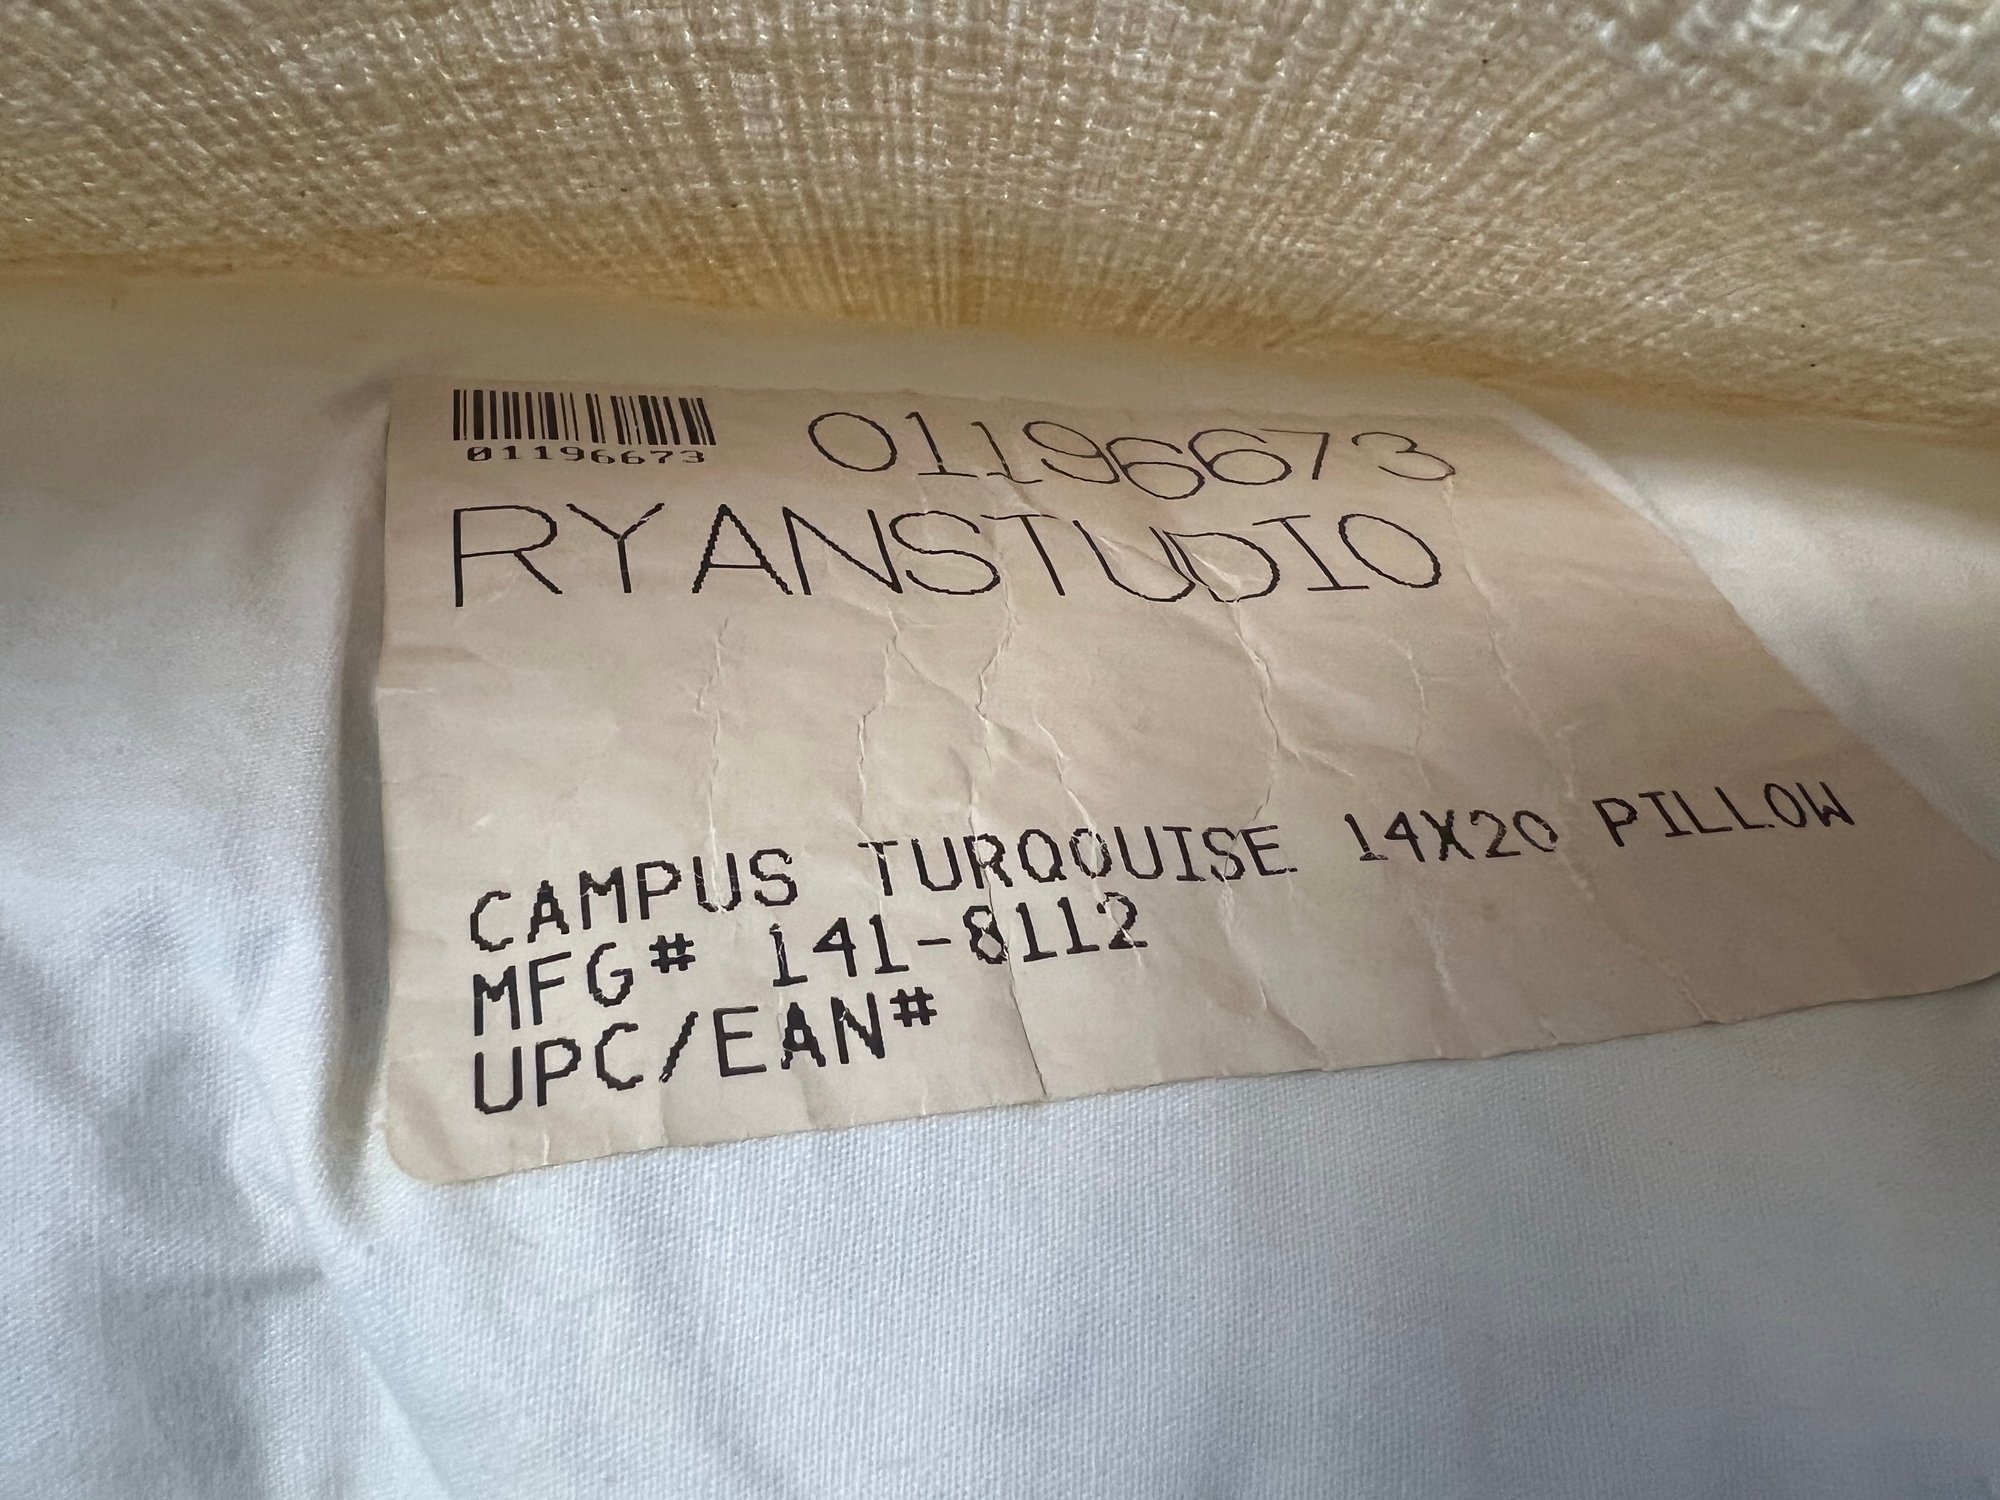 01196673
01196673
RYANSTUDIO
CAMPUS TURQOUISE 14X20 PILLOW
MFG# 141-8112
UPC/EAN#